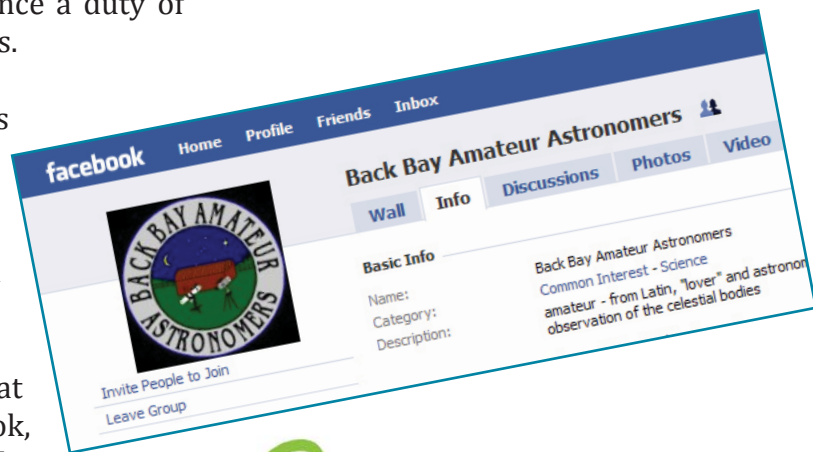 nce a duty of
s.
s
at
ok,
facebook Home Profile Friends Inbox
BACK BAY AMATEUR
ASTRONOMERS
Invite People to Join
Leave Group
Back Bay Amateur Astronomers
Wall Info Discussions Photos Video
Basic Info
Name: Back Bay Amateur Astronomers
Category: Common Interest - Science
Description: amateur - from Latin, "lover" and astronom
observation of the celestial bodies